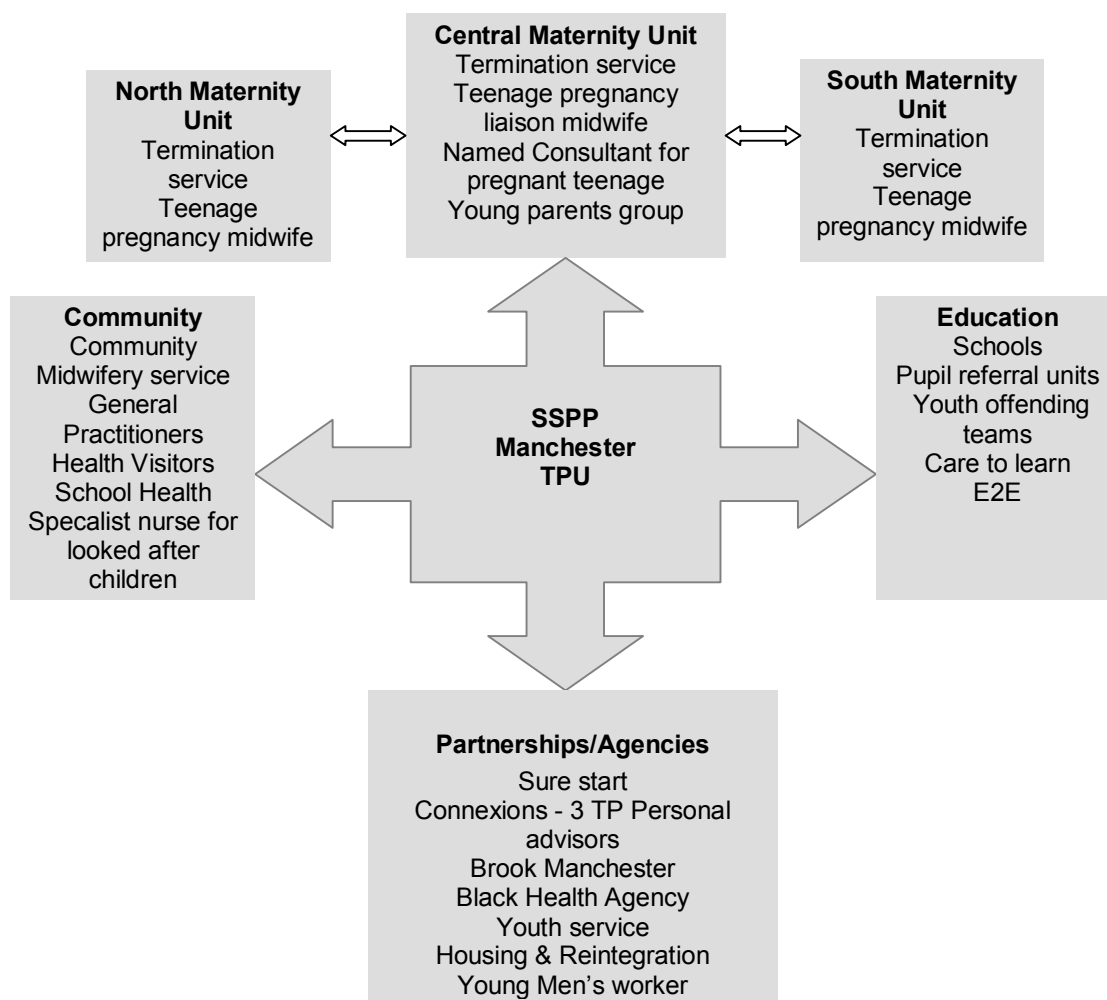 Central Maternity Unit
Termination service
Teenage pregnancy
liaison midwife
Named Consultant for
pregnant teenage
Young parents group
North Maternity
Unit
Termination
service
Teenage
pregnancy midwife
South Maternity
Unit
Termination
service
Teenage
pregnancy midwife
Community
Community
Midwifery service
General
Practitioners
Health Visitors
School Health
Specalist nurse for
looked after
children
SSPP
Manchester
TPU
Education
Schools
Pupil referral units
Youth offending
teams
Care to learn
E2E
Partnerships/Agencies
Sure start
Connexions - 3 TP Personal
advisors
Brook Manchester
Black Health Agency
Youth service
Housing & Reintegration
Young Men’s worker